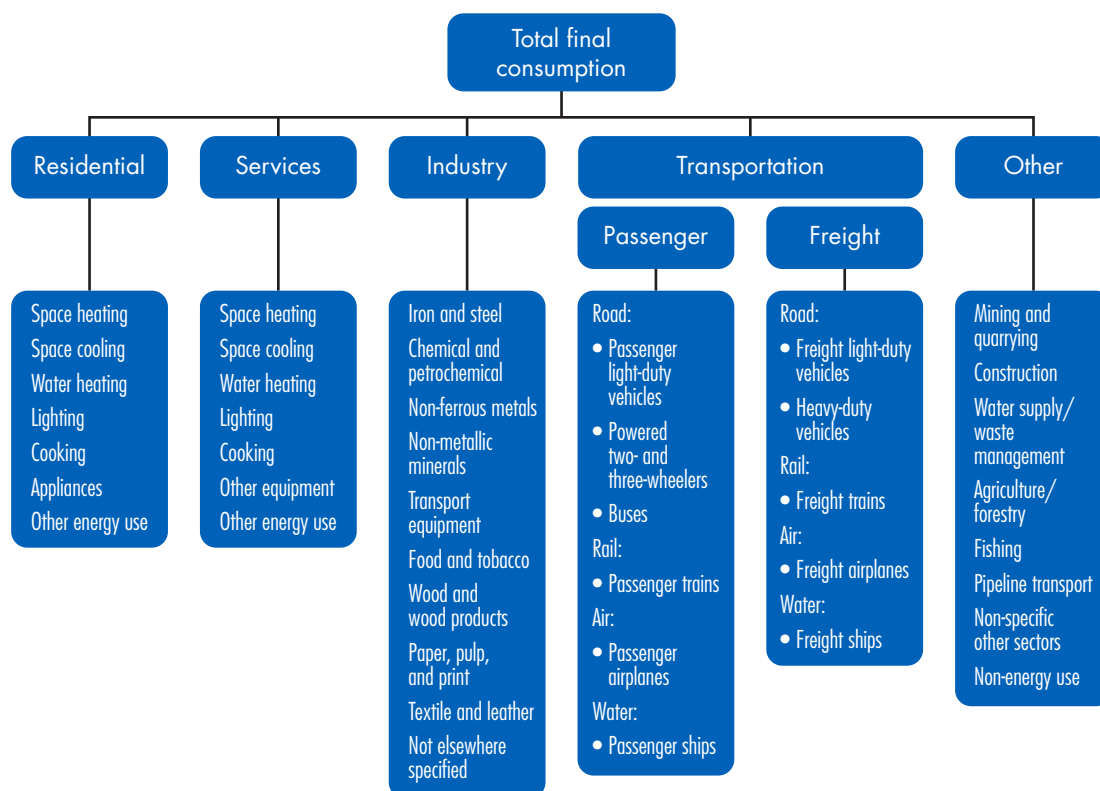 Total final
consumption
Residential
Services
Industry
Transportation
Other
Passenger
Freight
Space heating
Space cooling
Water heating
Lighting
Cooking
Appliances
Other energy use
Space heating
Space cooling
Water heating
Lighting
Cooking
Other equipment
Other energy use
Iron and steel
Chemical and
petrochemical
Non-ferrous metals
Non-metallic
minerals
Transport
equipment
Food and tobacco
Wood and
wood products
Paper, pulp,
and print
Textile and leather
Not elsewhere
specified
Road:
• Passenger
light-duty
vehicles
• Powered
two- and
three-wheelers
• Buses
Rail:
• Passenger trains
Air:
• Passenger
airplanes
Water:
• Passenger ships
Road:
• Freight light-duty
vehicles
• Heavy-duty
vehicles
Rail:
• Freight trains
Air:
• Freight airplanes
Water:
• Freight ships
Mining and
quarrying
Construction
Water supply/
waste
management
Agriculture/
forestry
Fishing
Pipeline transport
Non-specific
other sectors
Non-energy use